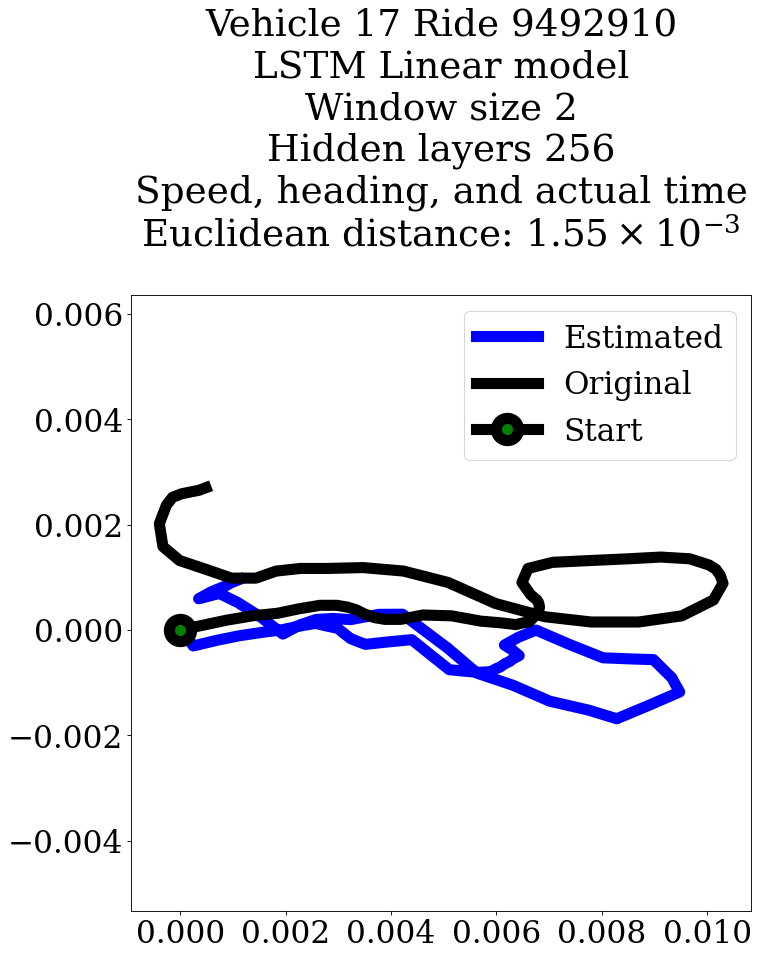 Vehicle 17 Ride 9492910
LSTM Linear model
Window size 2
Hidden layers 256
Speed, heading, and actual time
Euclidean distance: 1.55 × 10⁻³
Estimated
Original
Start
0.006
0.004
0.002
0.000
−0.002
−0.004
0.000 0.002 0.004 0.006 0.008 0.010